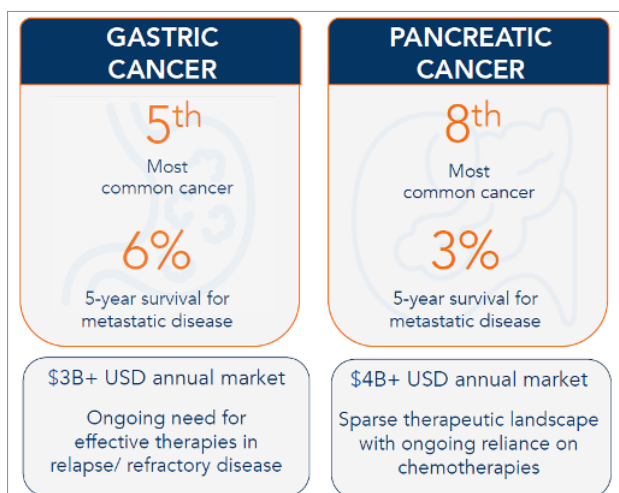 GASTRIC
CANCER
5th
Most
common cancer
6%
5-year survival for
metastatic disease
$3B+ USD annual market
Ongoing need for
effective therapies in
relapse/ refractory disease
PANCREATIC
CANCER
8th
Most
common cancer
3%
5-year survival for
metastatic disease
$4B+ USD annual market
Sparse therapeutic landscape
with ongoing reliance on
chemotherapies